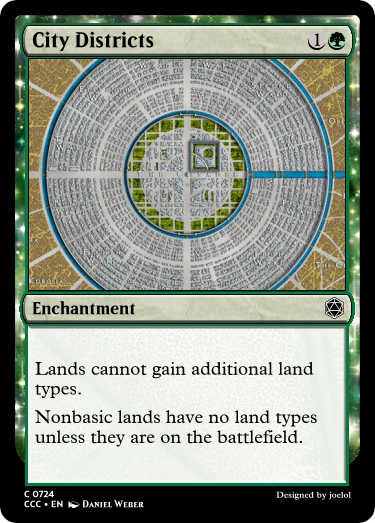 City Districts
1
Enchantment
Lands cannot gain additional land
types.
Nonbasic lands have no land types
unless they are on the battlefield.
C 0724
CCC • EN Daniel Weber
Designed by joelol